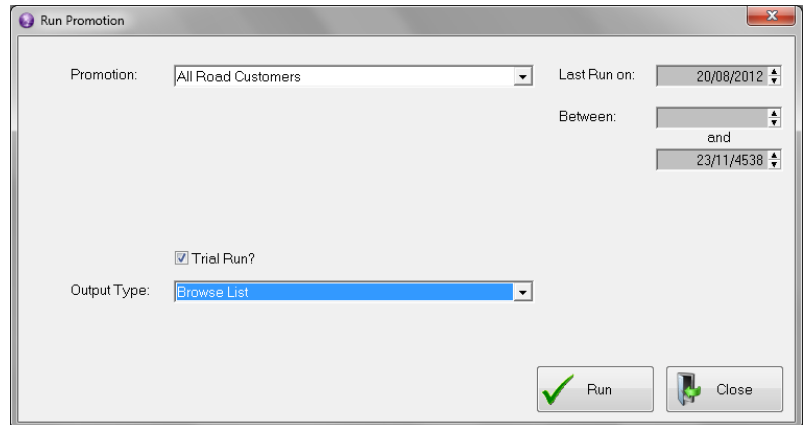 Run Promotion
Promotion: All Road Customers Last Run on: 20/08/2012
Between:
and
23/11/4538
Trial Run?
Output Type: Browse List
Run Close